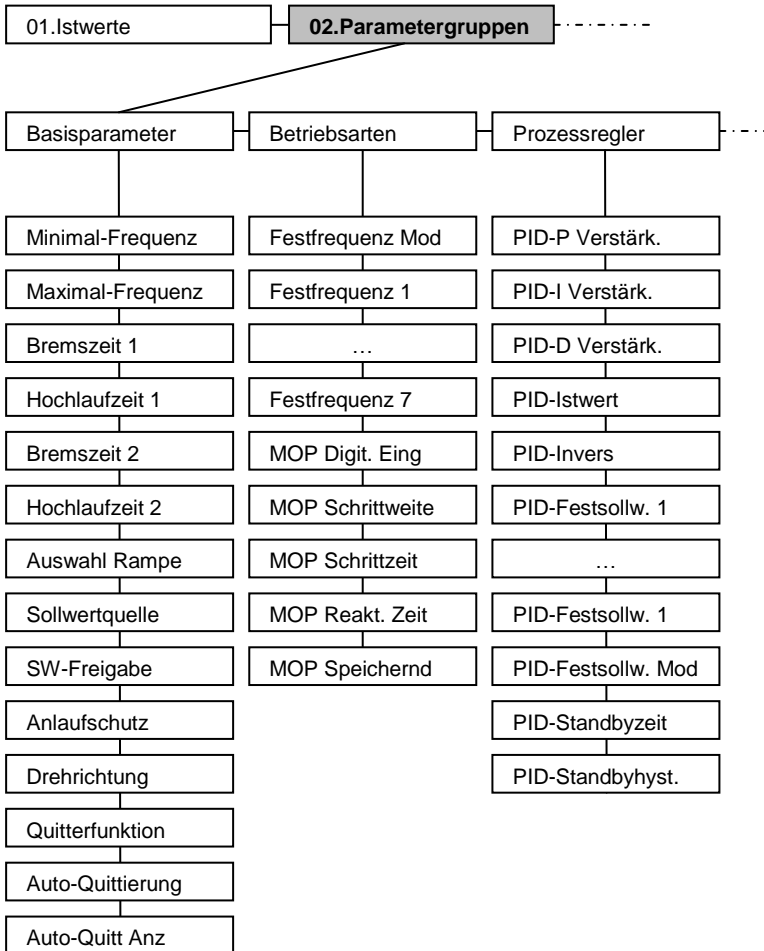 01.Istwerte
02.Parametergruppen
Basisparameter
Betriebsarten
Prozessregler
Minimal-Frequenz
Maximal-Frequenz
Bremszeit 1
Hochlaufzeit 1
Bremszeit 2
Hochlaufzeit 2
Auswahl Rampe
Sollwertquelle
SW-Freigabe
Anlaufschutz
Drehrichtung
Quitterfunktion
Auto-Quittierung
Auto-Quitt Anz
Festfrequenz Mod
Festfrequenz 1
…
Festfrequenz 7
MOP Digit. Eing
MOP Schrittweite
MOP Schrittzeit
MOP Reakt. Zeit
MOP Speichernd
PID-P Verstärk.
PID-I Verstärk.
PID-D Verstärk.
PID-Istwert
PID-Invers
PID-Festsollw. 1
…
PID-Festsollw. 1
PID-Festsollw. Mod
PID-Standbyzeit
PID-Standbyhyst.